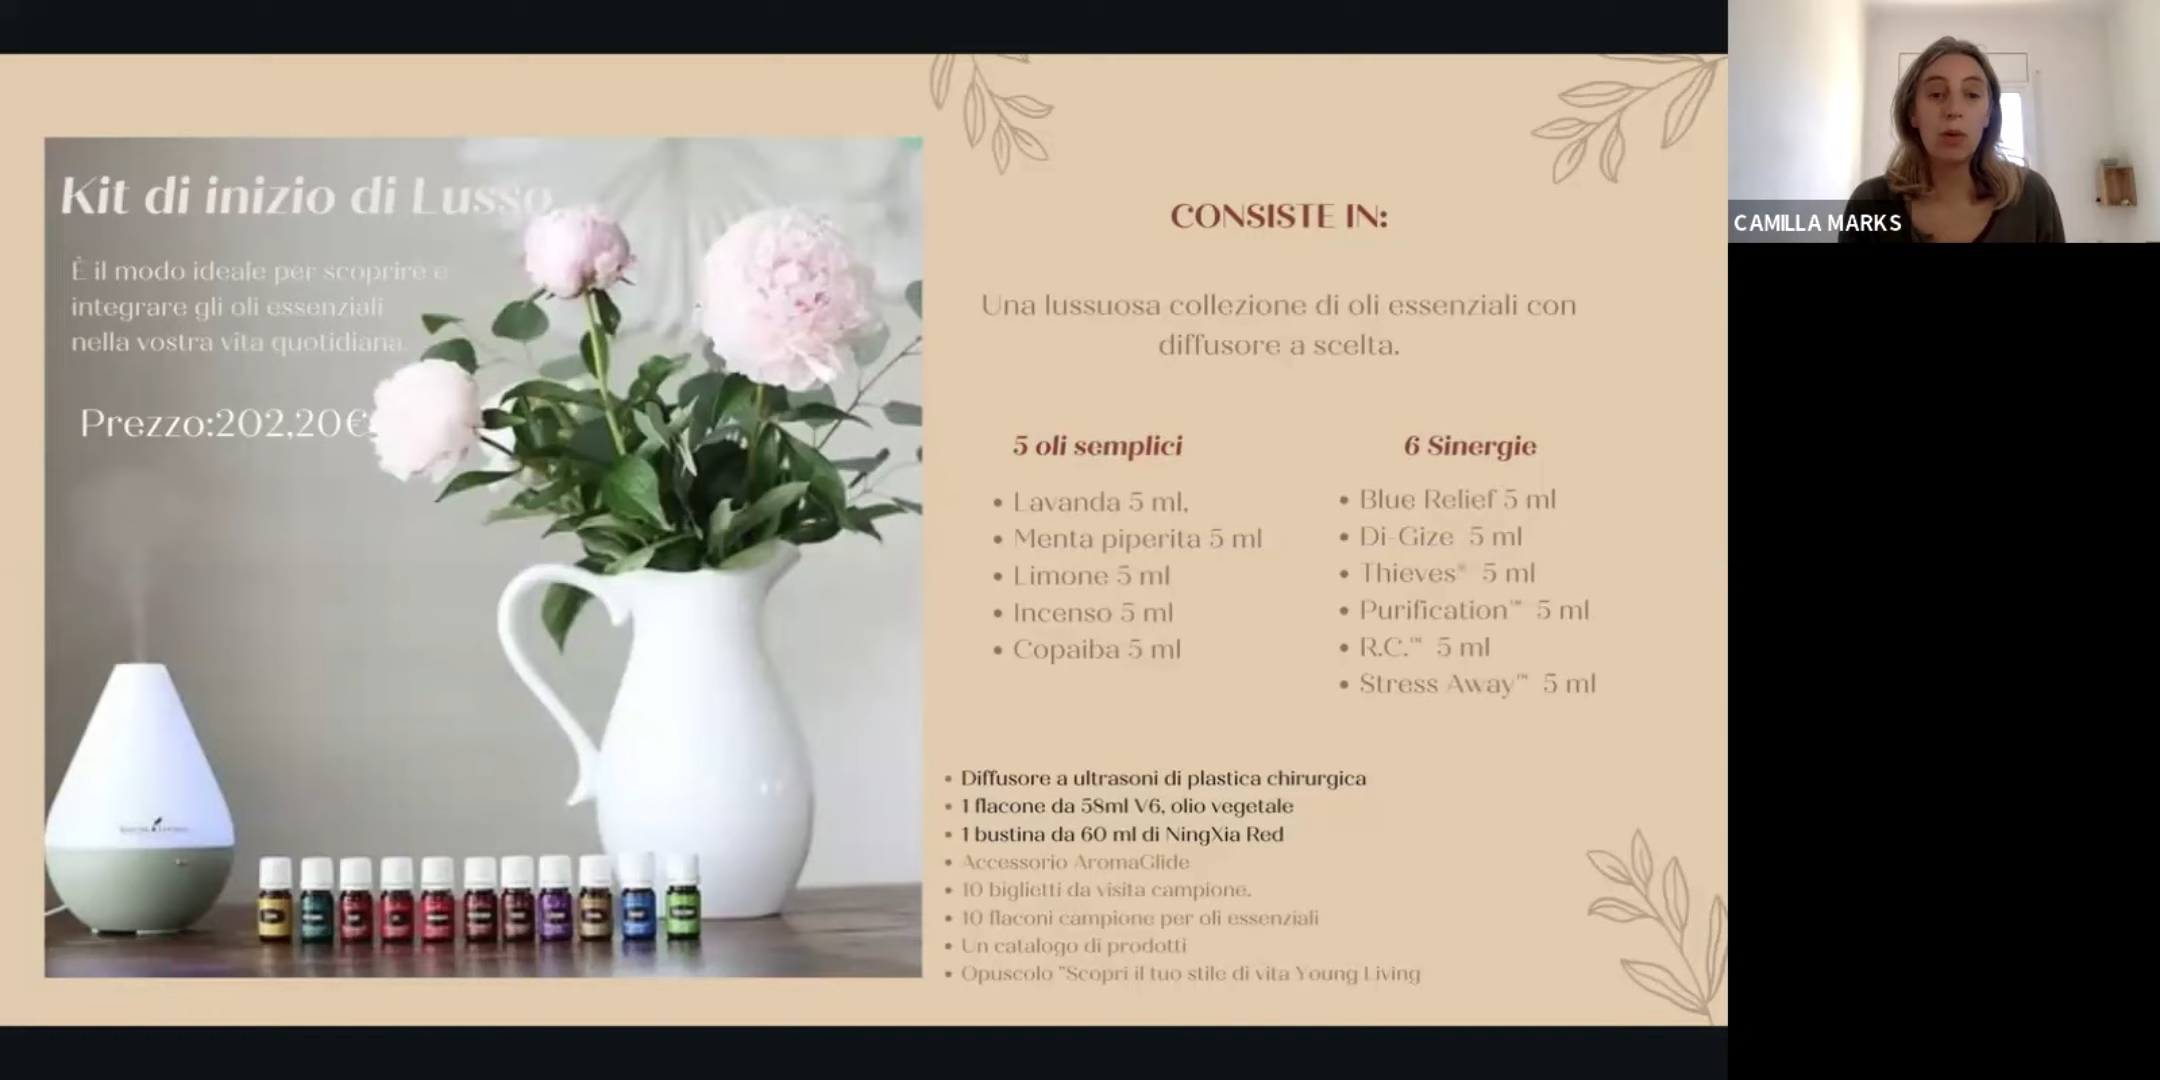 Kit di inizio di Lusso
È il modo ideale per scoprire e
integrare gli oli essenziali
nella vostra vita quotidiana.
Prezzo:202,20€
CONSISTE IN:
Una lussuosa collezione di oli essenziali con
diffusore a scelta.
5 oli semplici
• Lavanda 5 ml,
• Menta piperita 5 ml
• Limone 5 ml
• Incenso 5 ml
• Copaiba 5 ml
6 Sinergie
• Blue Relief 5 ml
• Di-Gize 5 ml
• Thieves® 5 ml
• Purification™ 5 ml
• R.C.™ 5 ml
• Stress Away™ 5 ml
• Diffusore a ultrasoni di plastica chirurgica
• 1 flacone da 58ml V6, olio vegetale
• 1 bustina da 60 ml di NingXia Red
• Accessorio AromaGlide
• 10 biglietti da visita campione.
• 10 flaconi campione per oli essenziali
• Un catalogo di prodotti
• Opuscolo "Scopri il tuo stile di vita Young Living
CAMILLA MARKS